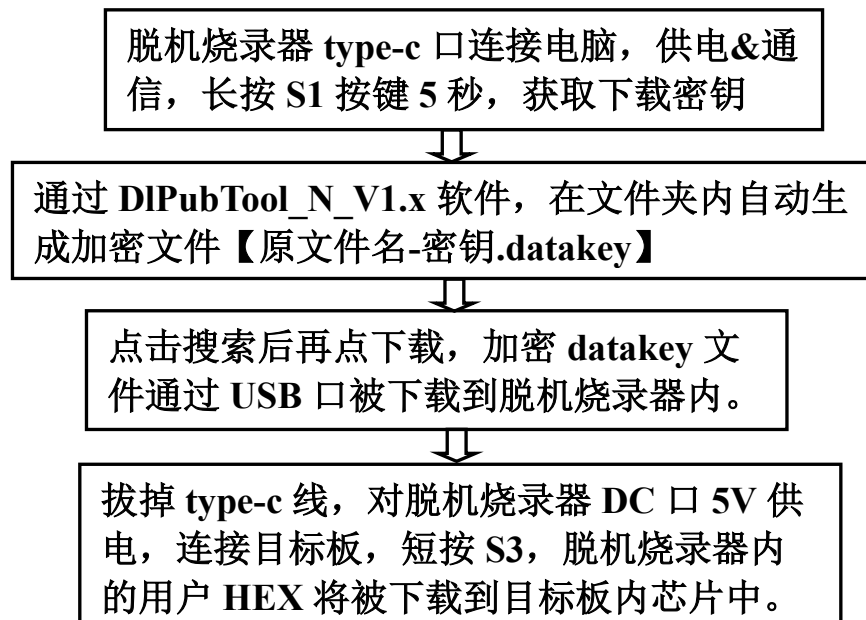 脱机烧录器 type-c 口连接电脑，供电&通
信，长按 S1 按键 5 秒，获取下载密钥
通过 DlPubTool_N_V1.x 软件，在文件夹内自动生
成加密文件【原文件名-密钥.datakey】
点击搜索后再点下载，加密 datakey 文
件通过 USB 口被下载到脱机烧录器内。
拔掉 type-c 线，对脱机烧录器 DC 口 5V 供
电，连接目标板，短按 S3，脱机烧录器内
的用户 HEX 将被下载到目标板内芯片中。